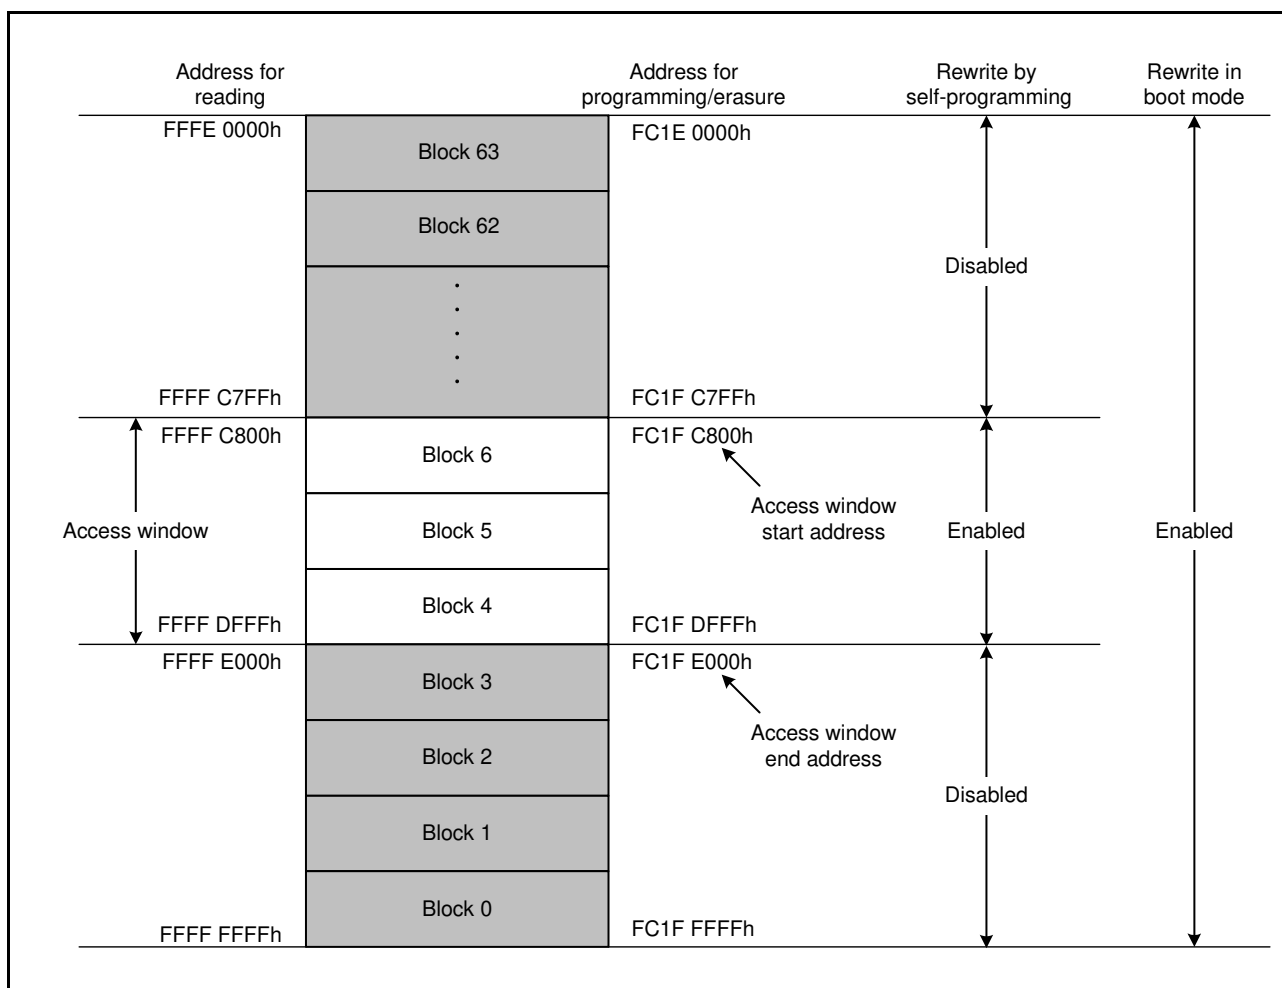 Address for
reading
Address for
programming/erasure
Rewrite by
self-programming
Rewrite in
boot mode
FFFE 0000h
FC1E 0000h
Block 63
Block 62
Disabled
FFFF C7FFh
FC1F C7FFh
FFFF C800h
FC1F C800h
Block 6
Access window
start address
Access window
Block 5
Enabled
Enabled
Block 4
FFFF DFFFh
FC1F DFFFh
FFFF E000h
FC1F E000h
Block 3
Access window
end address
Block 2
Disabled
Block 1
Block 0
FFFF FFFFh
FC1F FFFFh